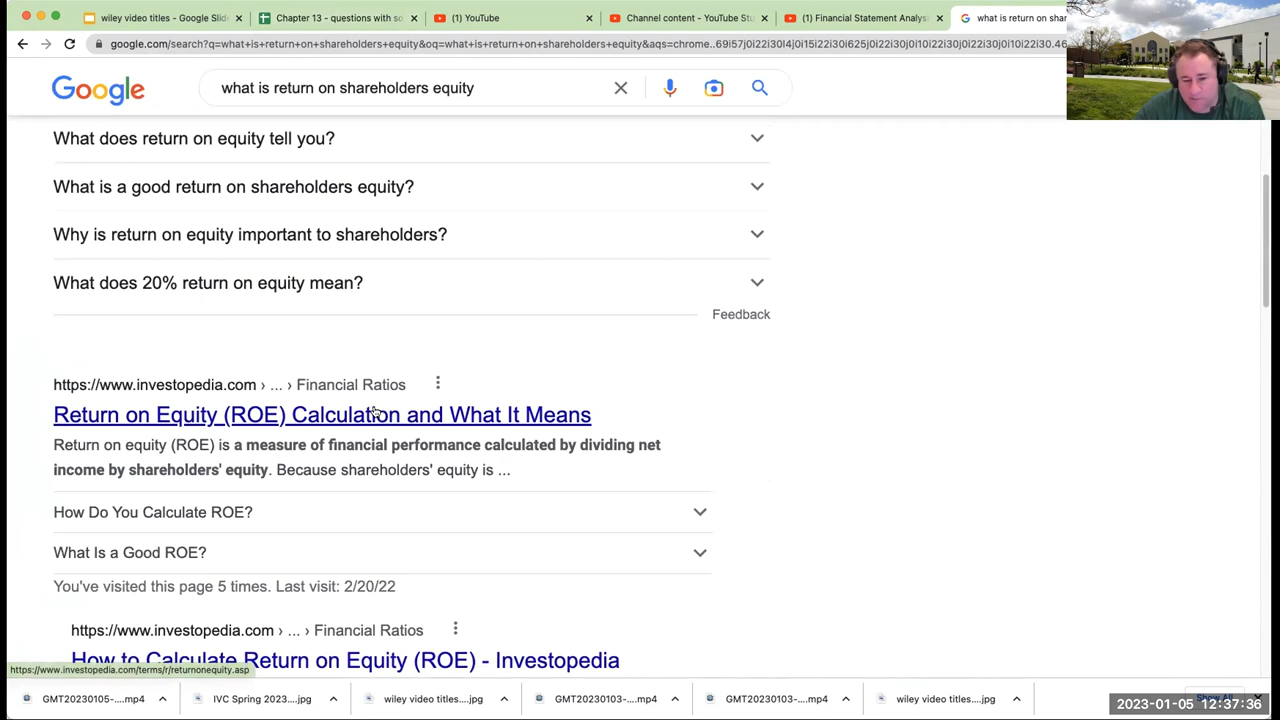 wiley video titles - Google Slide
Chapter 13 - questions with so
(1) YouTube
Channel content - YouTube Stu
(1) Financial Statement Analysi
what is return on shar
google.com/search?q=what+is+return+on+shareholders+equity&oq=what+is+return+on+shareholders+equity&aqs=chrome..69i57j0i22i30l4j0i15i22i30i625j0i22i30j0i10i22i30j0i22i30j0i10i22i30.46
Google
what is return on shareholders equity
What does return on equity tell you?
What is a good return on shareholders equity?
Why is return on equity important to shareholders?
What does 20% return on equity mean?
Feedback
https://www.investopedia.com › ... › Financial Ratios
Return on Equity (ROE) Calculation and What It Means
Return on equity (ROE) is a measure of financial performance calculated by dividing net
income by shareholders' equity. Because shareholders' equity is ...
How Do You Calculate ROE?
What Is a Good ROE?
You've visited this page 5 times. Last visit: 2/20/22
https://www.investopedia.com › ... › Financial Ratios
How to Calculate Return on Equity (ROE) - Investopedia
https://www.investopedia.com/terms/r/returnonequity.asp
GMT20230105-....mp4
IVC Spring 2023....jpg
wiley video titles....jpg
GMT20230103-....mp4
GMT20230103-....mp4
wiley video titles....jpg
Show All
2023-01-05 12:37:36